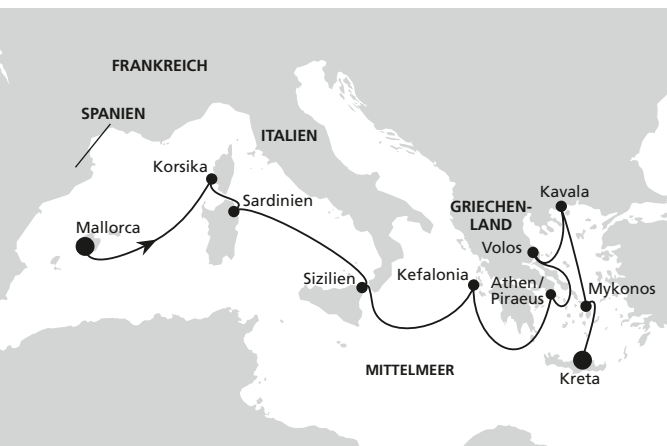 FRANKREICH
SPANIEN
ITALIEN
Korsika
Sardinien
Mallorca
GRIECHEN-
LAND
Kavala
Volos
Sizilien
Kefalonia
Athen/
Piraeus
Mykonos
MITTELMEER
Kreta